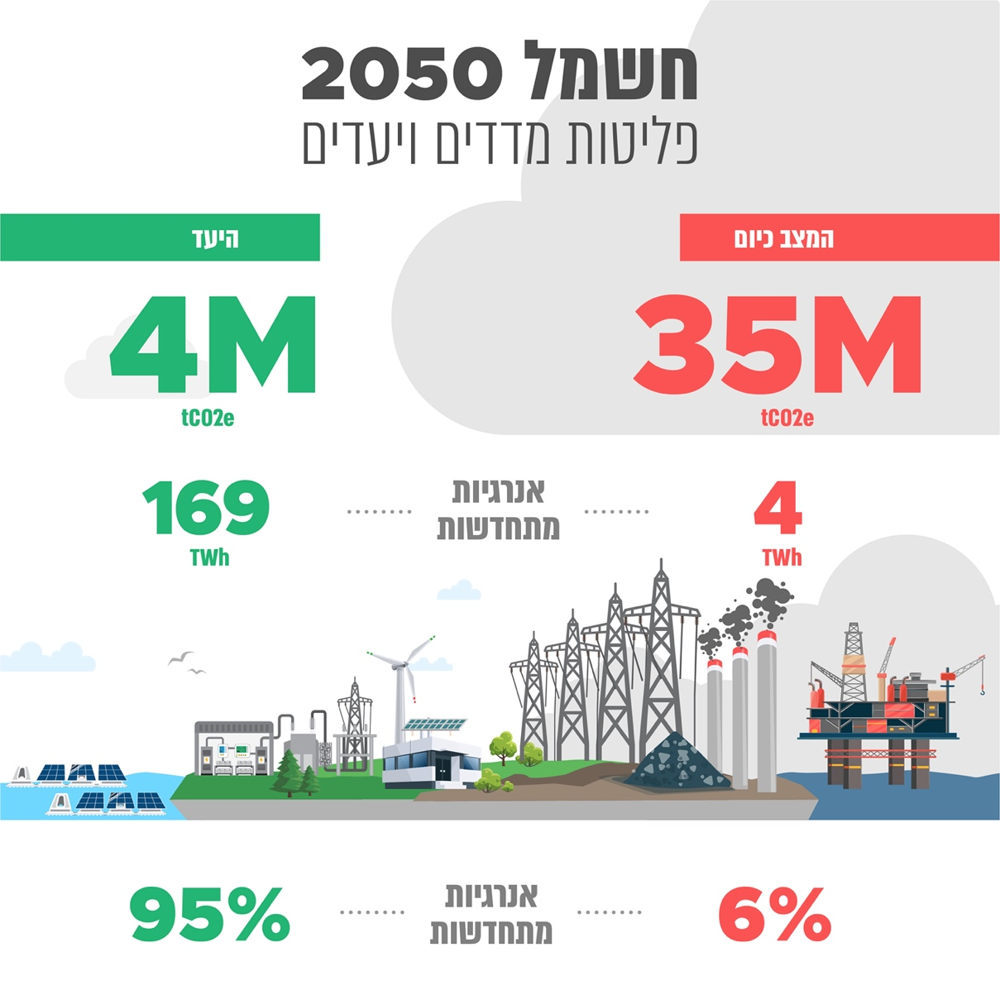 חשמל 2050
פליטות מדדים ויעדים
המצב כיום
היעד
35M
tCO2e
4M
tCO2e
4
TWh
אנרגיות
מתחדשות
169
TWh
6%
אנרגיות
מתחדשות
95%